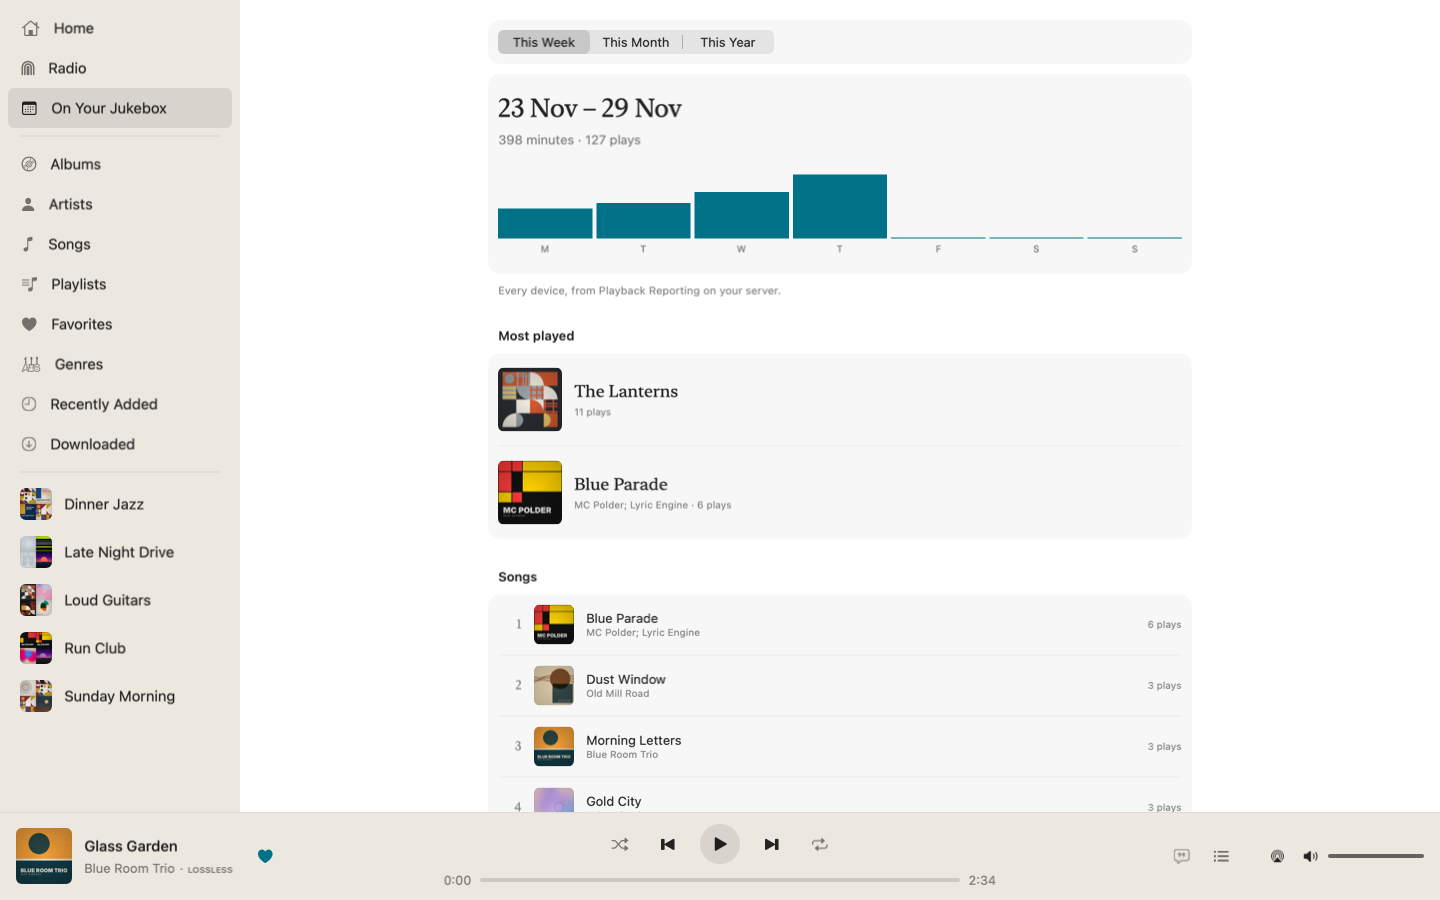 Home
Radio
On Your Jukebox
Albums
Artists
Songs
Playlists
Favorites
Genres
Recently Added
Downloaded
Dinner Jazz
Late Night Drive
Loud Guitars
Run Club
Sunday Morning
This Week
This Month
This Year
23 Nov – 29 Nov
398 minutes · 127 plays
M T W T F S S
Every device, from Playback Reporting on your server.
Most played
The Lanterns
11 plays
MC POLDER
Blue Parade
MC Polder; Lyric Engine · 6 plays
Songs
1
MC POLDER
Blue Parade
MC Polder; Lyric Engine
6 plays
2
Dust Window
Old Mill Road
3 plays
3
BLUE ROOM TRIO
Morning Letters
Blue Room Trio
3 plays
4
Gold City
3 plays
BLUE ROOM TRIO
Glass Garden
Blue Room Trio · LOSSLESS
0:00
2:34